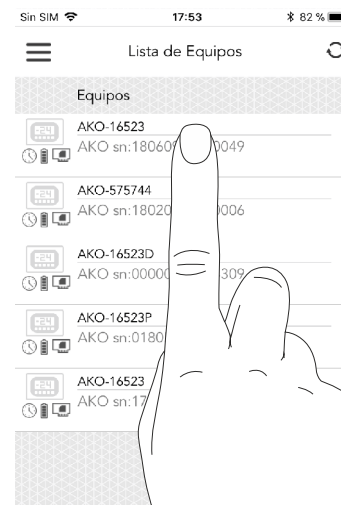 Sin SIM 17:53 82 %
Lista de Equipos
Equipos
AKO-16523
AKO sn:18060 0049
AKO-575744
AKO sn:18020 0006
AKO-16523D
AKO sn:00000 309
AKO-16523P
AKO sn:0180
AKO-16523
AKO sn:17